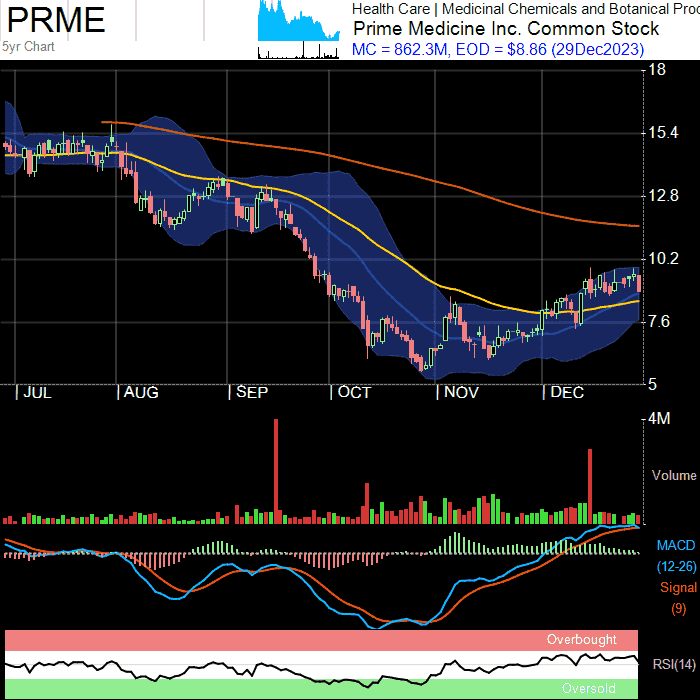 PRME
5yr Chart
Health Care | Medicinal Chemicals and Botanical Proc
Prime Medicine Inc. Common Stock
MC = 862.3M, EOD = $8.86 (29Dec2023)
18
15.4
12.8
10.2
7.6
5
| JUL | AUG | SEP | OCT | NOV | DEC
4M
Volume
MACD
(12-26)
Signal
(9)
Overbought
RSI(14)
Oversold